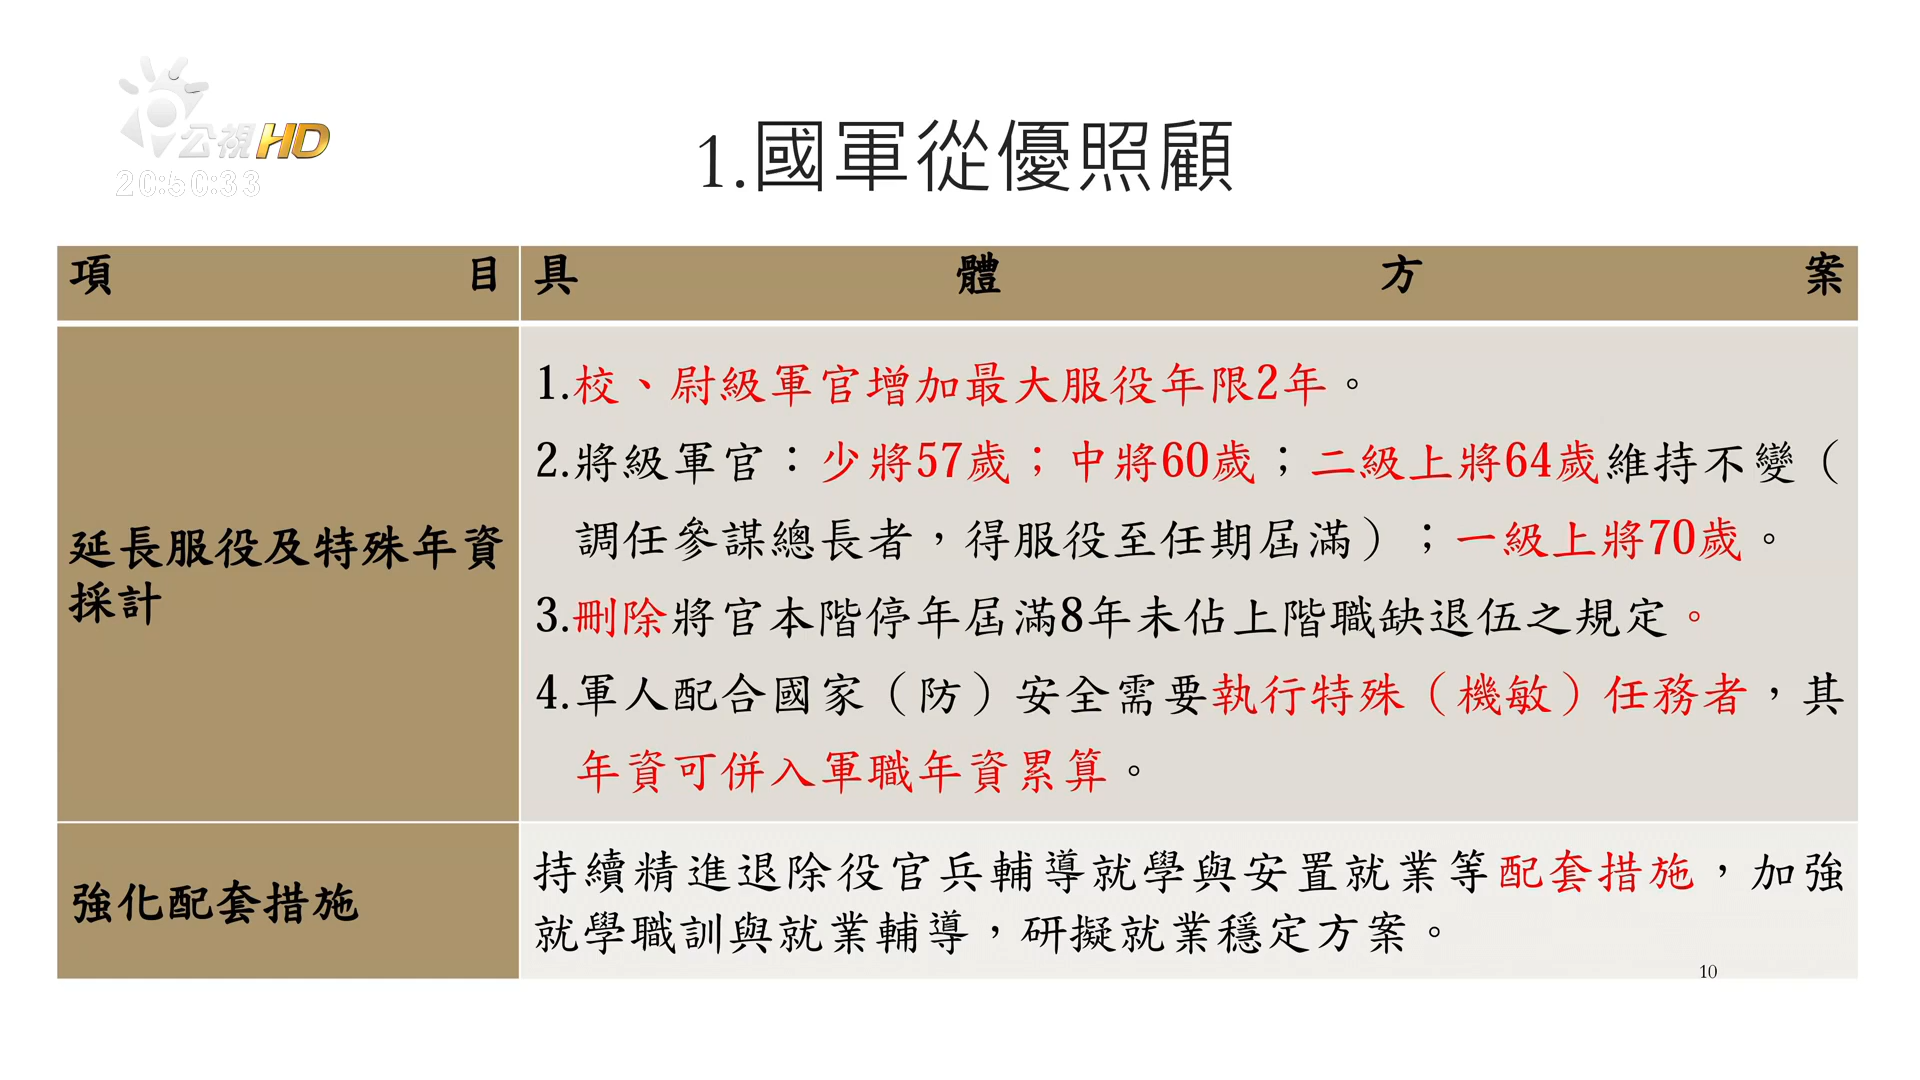 公視HD
20:50:33
1.國軍從優照顧
項目
具體方案
延長服役及特殊年資
採計
1.校、尉級軍官增加最大服役年限2年。
2.將級軍官：少將57歲；中將60歲；二級上將64歲維持不變（
調任參謀總長者，得服役至任期屆滿）；一級上將70歲。
3.刪除將官本階停年屆滿8年未佔上階職缺退伍之規定。
4.軍人配合國家（防）安全需要執行特殊（機敏）任務者，其
年資可併入軍職年資累算。
強化配套措施
持續精進退除役官兵輔導就學與安置就業等配套措施，加強
就學職訓與就業輔導，研擬就業穩定方案。
10